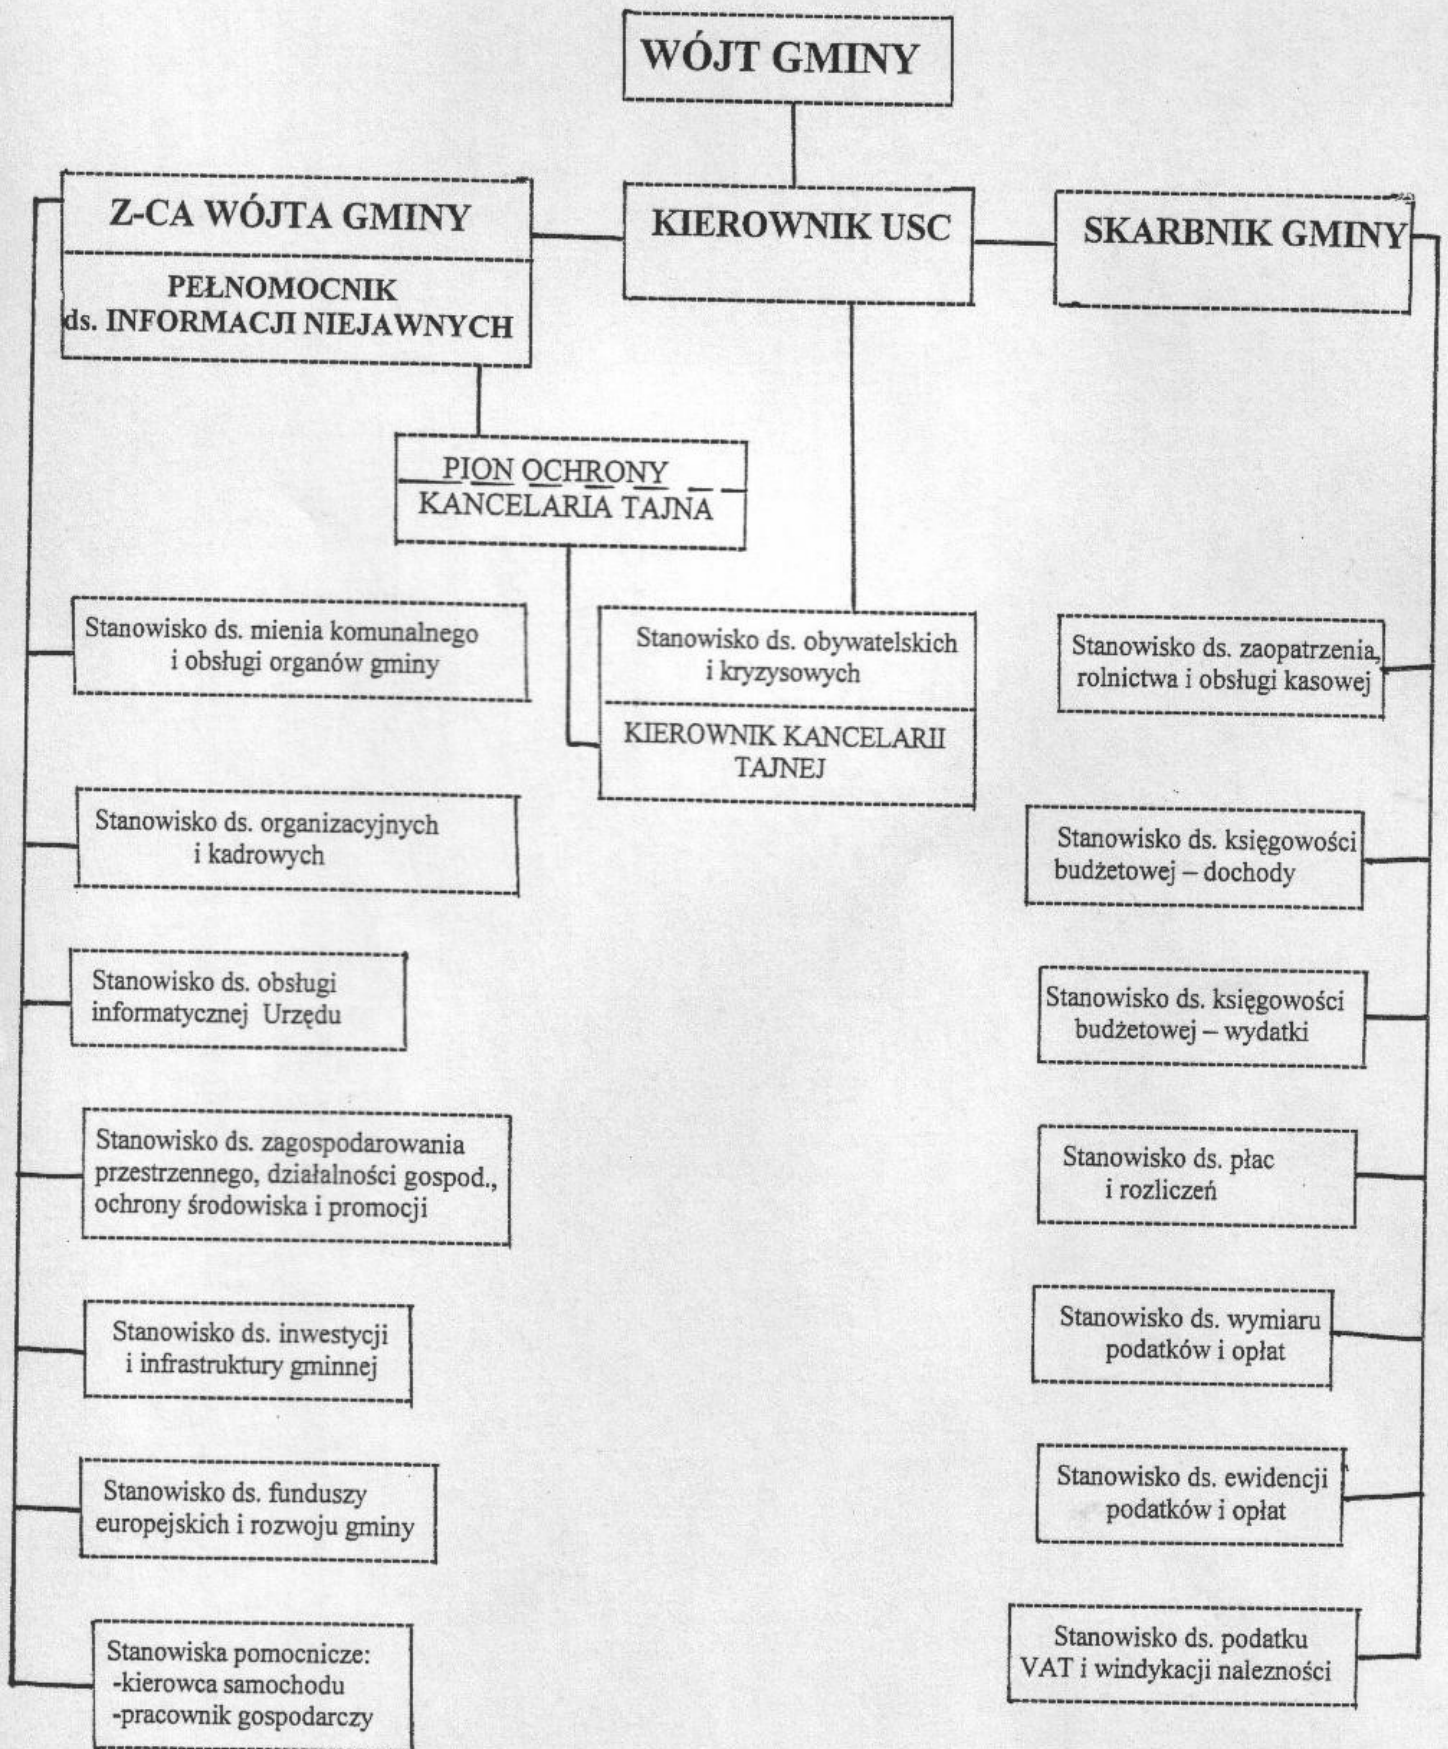 WÓJT GMINY
Z-CA WÓJTA GMINY
PEŁNOMOCNIK
ds. INFORMACJI NIEJAWNYCH
KIEROWNIK USC
SKARBNIK GMINY
PION OCHRONY
KANCELARIA TAJNA
Stanowisko ds. mienia komunalnego
i obsługi organów gminy
Stanowisko ds. organizacyjnych
i kadrowych
Stanowisko ds. obsługi
informatycznej Urzędu
Stanowisko ds. zagospodarowania
przestrzennego, działalności gospod.,
ochrony środowiska i promocji
Stanowisko ds. inwestycji
i infrastruktury gminnej
Stanowisko ds. funduszy
europejskich i rozwoju gminy
Stanowiska pomocnicze:
-kierowca samochodu
-pracownik gospodarczy
Stanowisko ds. obywatelskich
i kryzysowych
KIEROWNIK KANCELARII
TAJNEJ
Stanowisko ds. zaopatrzenia,
rolnictwa i obsługi kasowej
Stanowisko ds. księgowości
budżetowej – dochody
Stanowisko ds. księgowości
budżetowej – wydatki
Stanowisko ds. płac
i rozliczeń
Stanowisko ds. wymiaru
podatków i opłat
Stanowisko ds. ewidencji
podatków i opłat
Stanowisko ds. podatku
VAT i windykacji nalezności